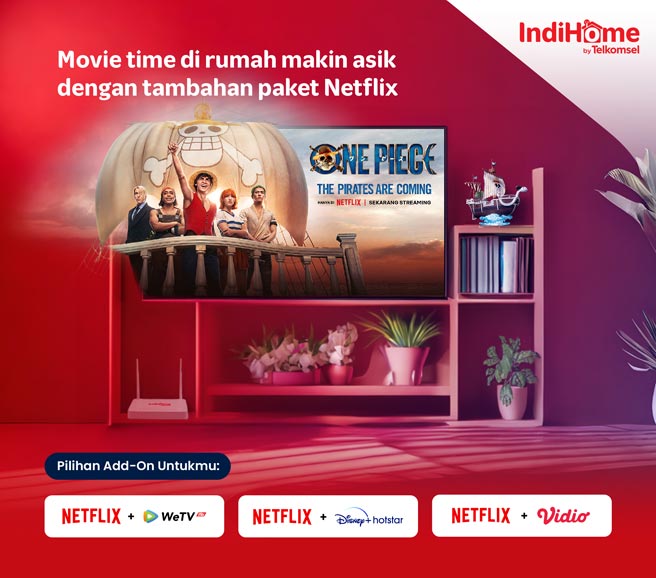 IndiHome
by Telkomsel
Movie time di rumah makin asik
dengan tambahan paket Netflix
ONE PIECE
THE PIRATES ARE COMING
HANYA DI NETFLIX | SEKARANG STREAMING
Pilihan Add-On Untukmu:
NETFLIX + WeTV
NETFLIX + Disney+ hotstar
NETFLIX + Vidio